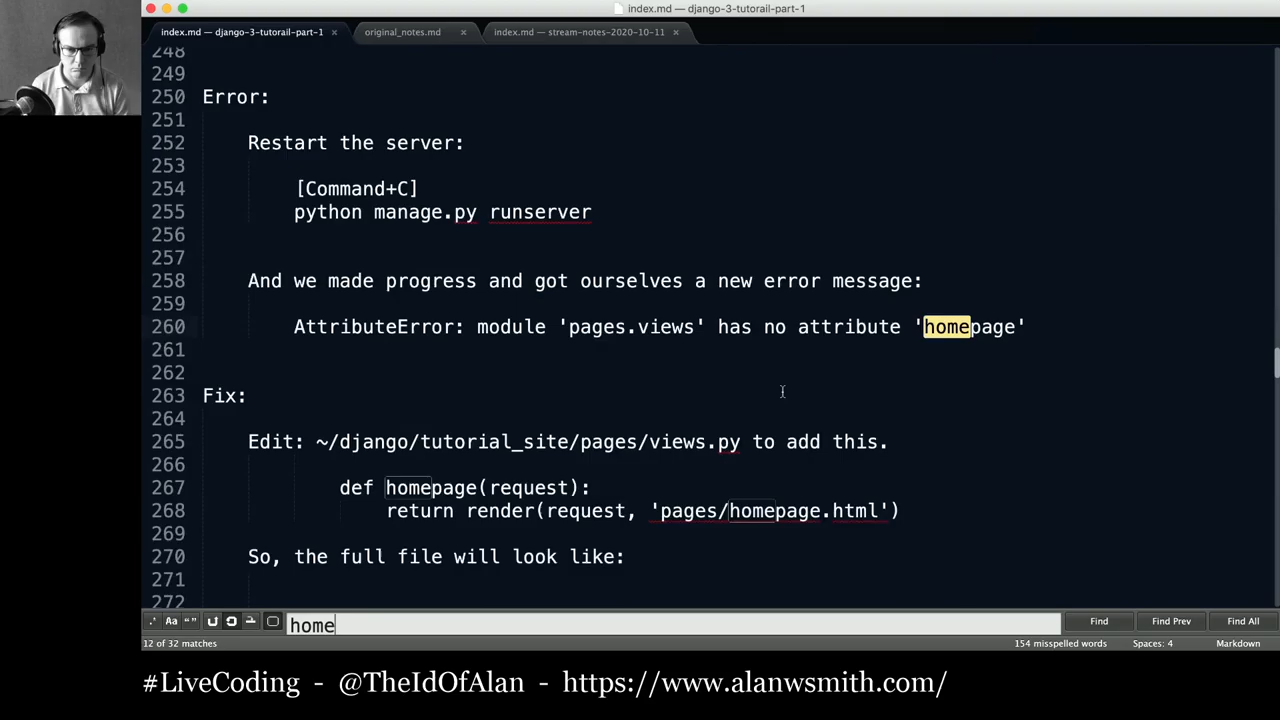 index.md — django-3-tutorail-part-1
index.md — django-3-tutorail-part-1 × original_notes.md × index.md — stream-notes-2020-10-11 ×
248
249
250 Error:
251
252 Restart the server:
253
254 [Command+C]
255 python manage.py runserver
256
257
258 And we made progress and got ourselves a new error message:
259
260 AttributeError: module 'pages.views' has no attribute 'homepage'
261
262
263 Fix:
264
265 Edit: ~/django/tutorial_site/pages/views.py to add this.
266
267 def homepage(request):
268 return render(request, 'pages/homepage.html')
269
270 So, the full file will look like:
271
272
.* Aa “” home Find Find Prev Find All
12 of 32 matches 154 misspelled words Spaces: 4 Markdown
#LiveCoding - @TheIdOfAlan - https://www.alanwsmith.com/